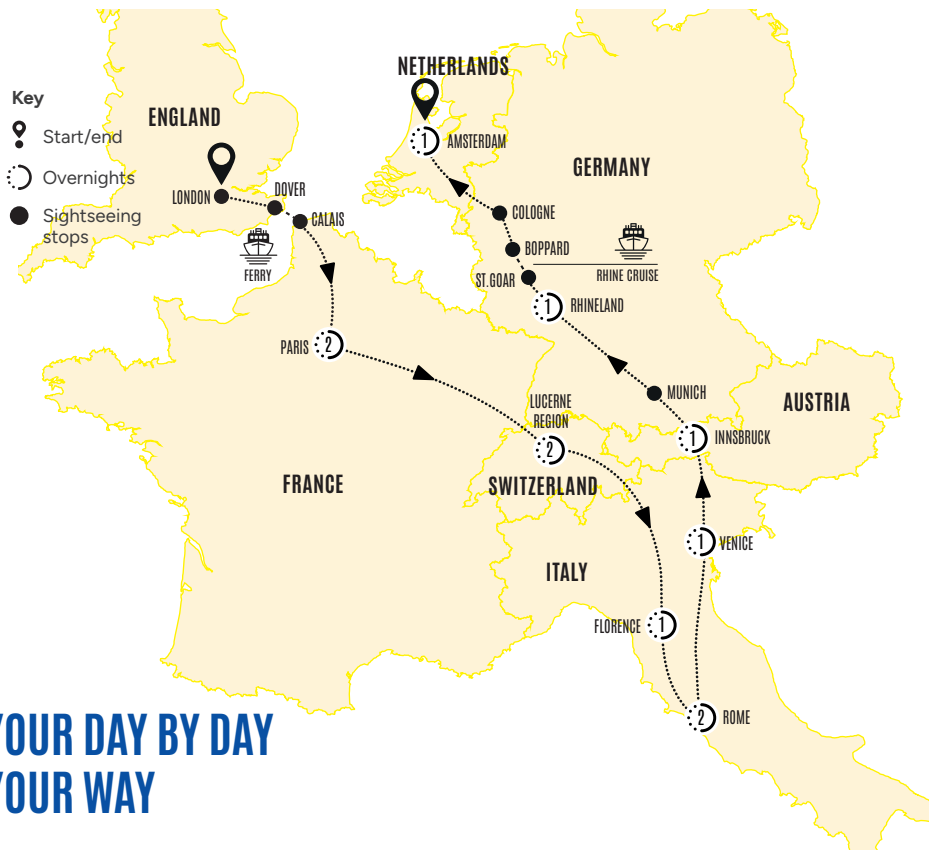 Key
Start/end
Overnights
Sightseeing
stops
ENGLAND
LONDON
DOVER
CALAIS
FERRY
NETHERLANDS
1
AMSTERDAM
GERMANY
COLOGNE
BOPPARD
ST.GOAR
RHINE CRUISE
1
RHINELAND
PARIS
2
MUNICH
AUSTRIA
LUCERNE
REGION
2
1
INNSBRUCK
FRANCE
SWITZERLAND
1
VENICE
ITALY
FLORENCE
1
2
ROME
YOUR DAY BY DAY
YOUR WAY